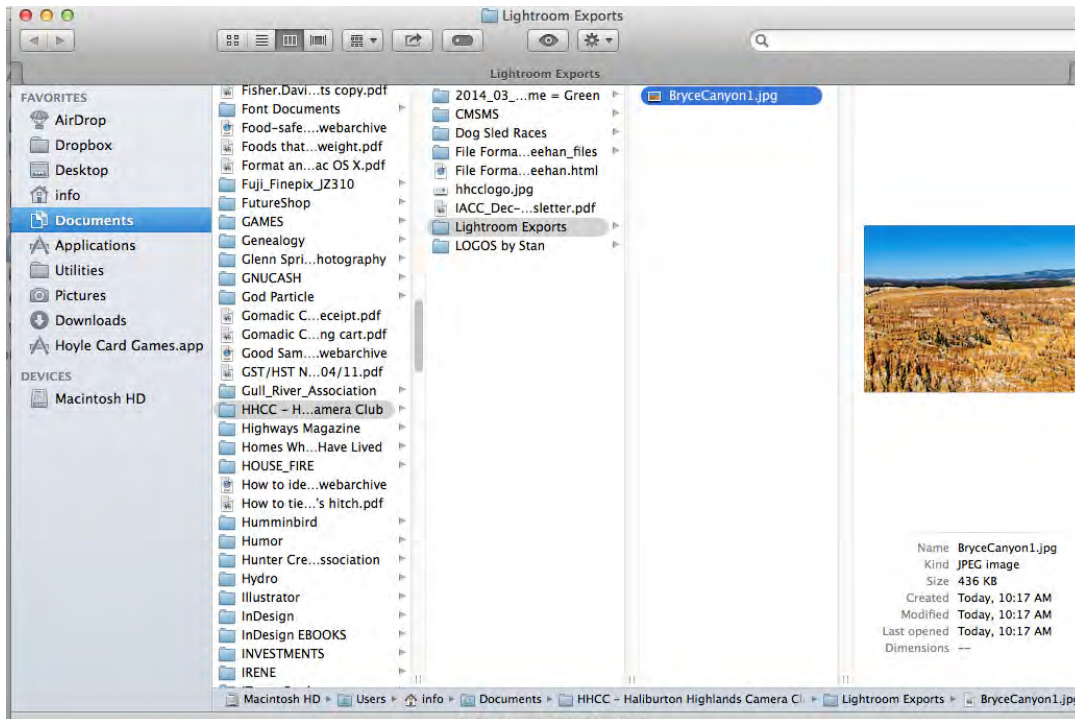 Lightroom Exports
Lightroom Exports
FAVORITES
AirDrop
Dropbox
Desktop
info
Documents
Applications
Utilities
Pictures
Downloads
Hoyle Card Games.app
DEVICES
Macintosh HD
Fisher.Davi...ts copy.pdf
Font Documents
Food-safe....webarchive
Foods that...weight.pdf
Format an...ac OS X.pdf
Fuji_Finepix_JZ310
FutureShop
GAMES
Genealogy
Glenn Spri...hotography
GNUCASH
God Particle
Gomadic C...eceipt.pdf
Gomadic C...ng cart.pdf
Good Sam....webarchive
GST/HST N...04/11.pdf
Gull_River_Association
HHCC - H...amera Club
Highways Magazine
Homes Wh...Have Lived
HOUSE_FIRE
How to ide...webarchive
How to tie...'s hitch.pdf
Humminbird
Humor
Hunter Cre...ssociation
Hydro
Illustrator
InDesign
InDesign EBOOKS
INVESTMENTS
IRENE
2014_03_...me = Green
CMSMS
Dog Sled Races
File Forma...eehan_files
File Forma...eehan.html
hhcclogo.jpg
IACC_Dec-...sletter.pdf
Lightroom Exports
LOGOS by Stan
BryceCanyon1.jpg
Name BryceCanyon1.jpg
Kind JPEG image
Size 436 KB
Created Today, 10:17 AM
Modified Today, 10:17 AM
Last opened Today, 10:17 AM
Dimensions --
Macintosh HD ▸ Users ▸ info ▸ Documents ▸ HHCC - Haliburton Highlands Camera Cl ▸ Lightroom Exports ▸ BryceCanyon1.jpg